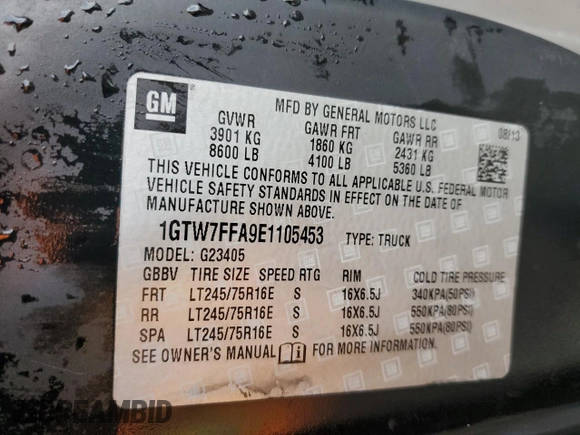 GM
MFD BY GENERAL MOTORS LLC
08/13
GVWR GAWR FRT GAWR RR
3901 KG 1860 KG 2431 KG
8600 LB 4100 LB 5360 LB
THIS VEHICLE CONFORMS TO ALL APPLICABLE U.S. FEDERAL MOTOR
VEHICLE SAFETY STANDARDS IN EFFECT ON THE DATE OF
MANUFACTURE SHOWN ABOVE.
1GTW7FFA9E1105453 TYPE: TRUCK
MODEL: G23405
GBBV TIRE SIZE SPEED RTG RIM COLD TIRE PRESSURE
FRT LT245/75R16E S 16X6.5J 340KPA(50PSI)
RR LT245/75R16E S 16X6.5J 550KPA(80PSI)
SPA LT245/75R16E S 16X6.5J 550KPA(80PSI)
SEE OWNER'S MANUAL FOR MORE INFORMATION.